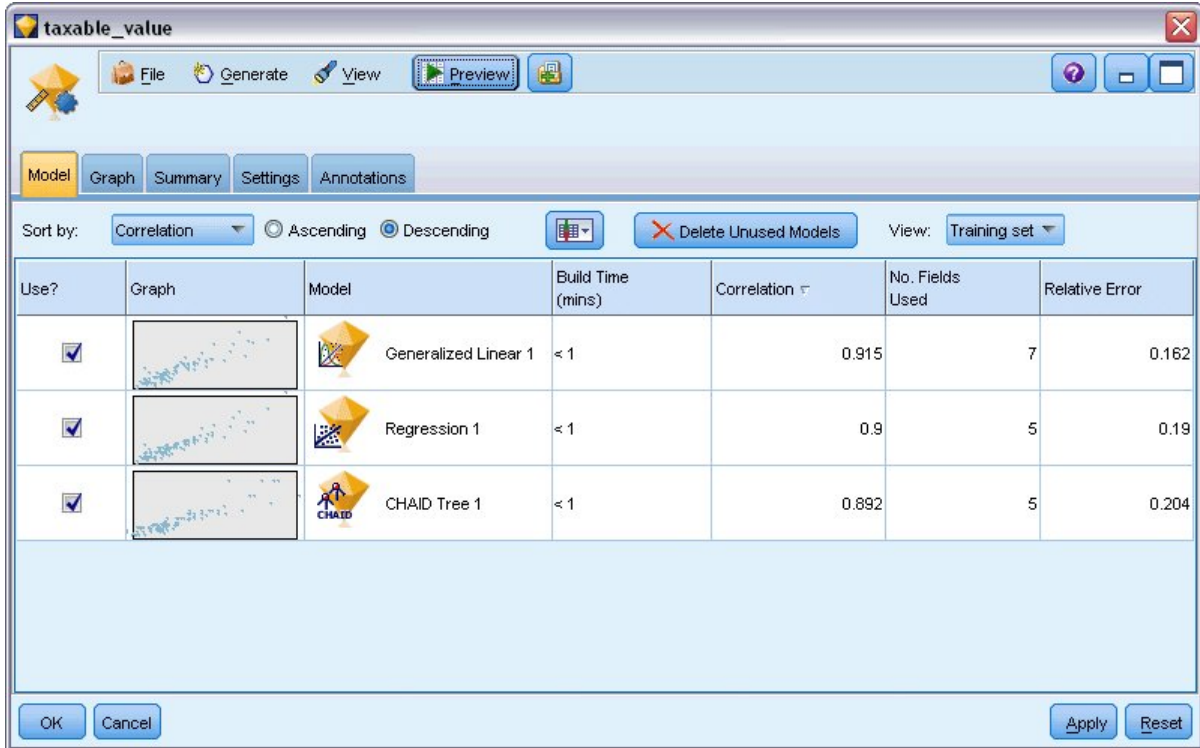 taxable_value
File Generate View Preview
Model Graph Summary Settings Annotations
Sort by: Correlation Ascending Descending Delete Unused Models View: Training set
Use? Graph Model Build Time (mins) Correlation No. Fields Used Relative Error
Generalized Linear 1 < 1 0.915 7 0.162
Regression 1 < 1 0.9 5 0.19
CHAID CHAID Tree 1 < 1 0.892 5 0.204
OK Cancel Apply Reset